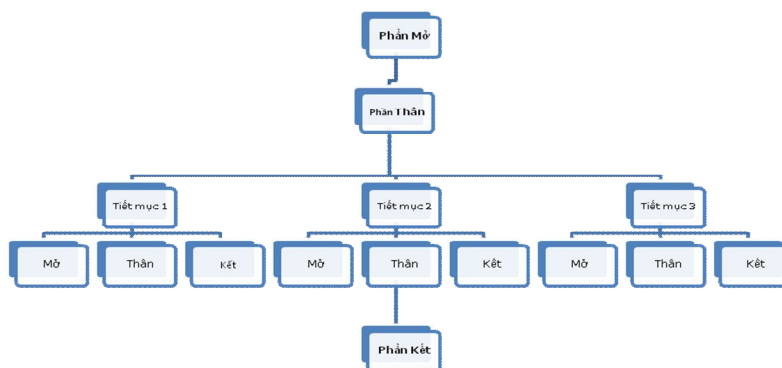 Phần Mở
Phần Thân
Tiết mục 1
Tiết mục 2
Tiết mục 3
Mở
Thân
Kết
Mở
Thân
Kết
Mở
Thân
Kết
Phần Kết